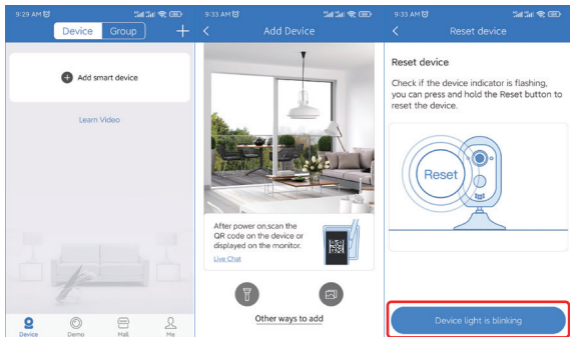 9:29 AM
Device
Group
Add smart device
Learn Video
Device
Demo
Mall
Me
9:33 AM
Add Device
After power on,scan the
QR code on the device or
displayed on the monitor.
Live Chat
Other ways to add
9:33 AM
Reset device
Reset device
Check if the device indicator is flashing,
you can press and hold the Reset button to
reset the device.
Reset
Device light is blinking